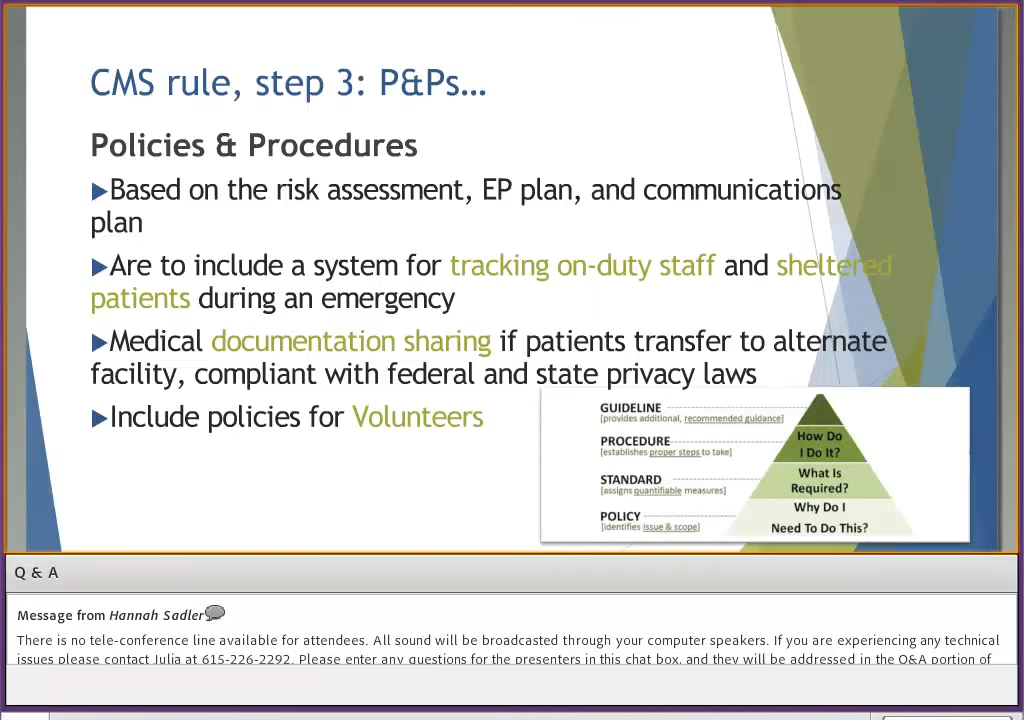 CMS rule, step 3: P&Ps…
Policies & Procedures
Based on the risk assessment, EP plan, and communications
plan
Are to include a system for tracking on-duty staff and sheltered
patients during an emergency
Medical documentation sharing if patients transfer to alternate
facility, compliant with federal and state privacy laws
Include policies for Volunteers
GUIDELINE
[provides additional, recommended guidance]
PROCEDURE
[establishes proper steps to take]
How Do
I Do It?
STANDARD
[assigns quantifiable measures]
What Is
Required?
POLICY
[identifies issue & scope]
Why Do I
Need To Do This?
Q & A
Message from Hannah Sadler
There is no tele-conference line available for attendees. All sound will be broadcasted through your computer speakers. If you are experiencing any technical
issues please contact Julia at 615-226-2292. Please enter any questions for the presenters in this chat box, and they will be addressed in the Q&A portion of